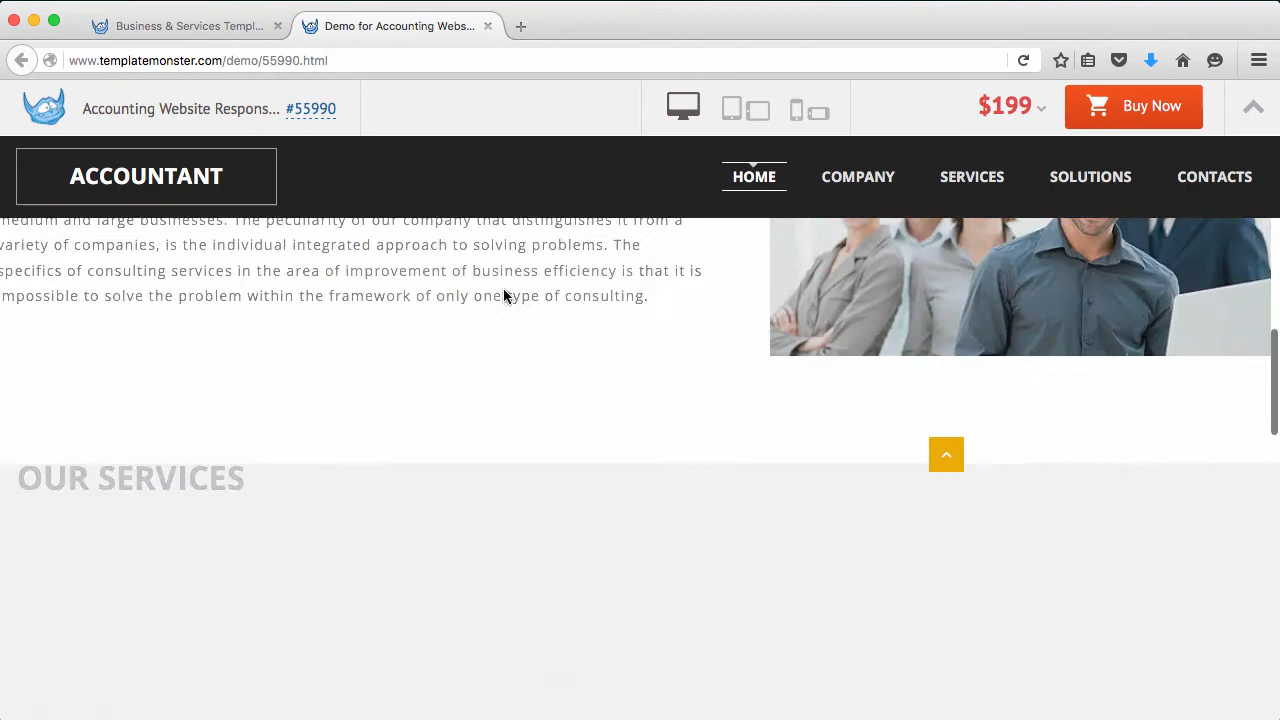 Business & Services Templ...
Demo for Accounting Webs...
www.templatemonster.com/demo/55990.html
Accounting Website Respons... #55990
$199
Buy Now
ACCOUNTANT
HOME
COMPANY
SERVICES
SOLUTIONS
CONTACTS
medium and large businesses. The peculiarity of our company that distinguishes it from a
variety of companies, is the individual integrated approach to solving problems. The
specifics of consulting services in the area of improvement of business efficiency is that it is
mpossible to solve the problem within the framework of only one type of consulting.
OUR SERVICES